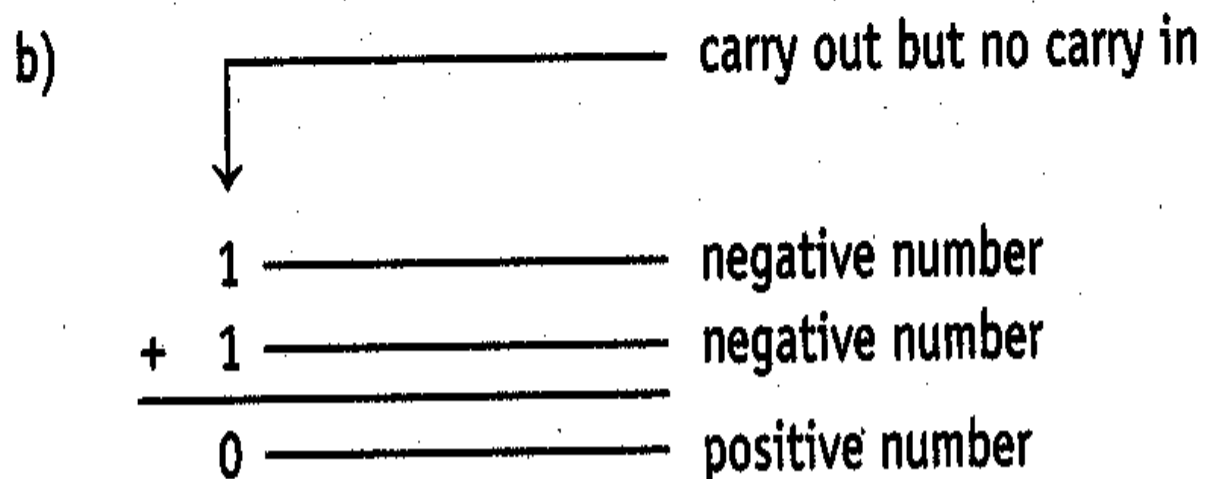 b) carry out but no carry in
1 negative number
+ 1 negative number
0 positive number